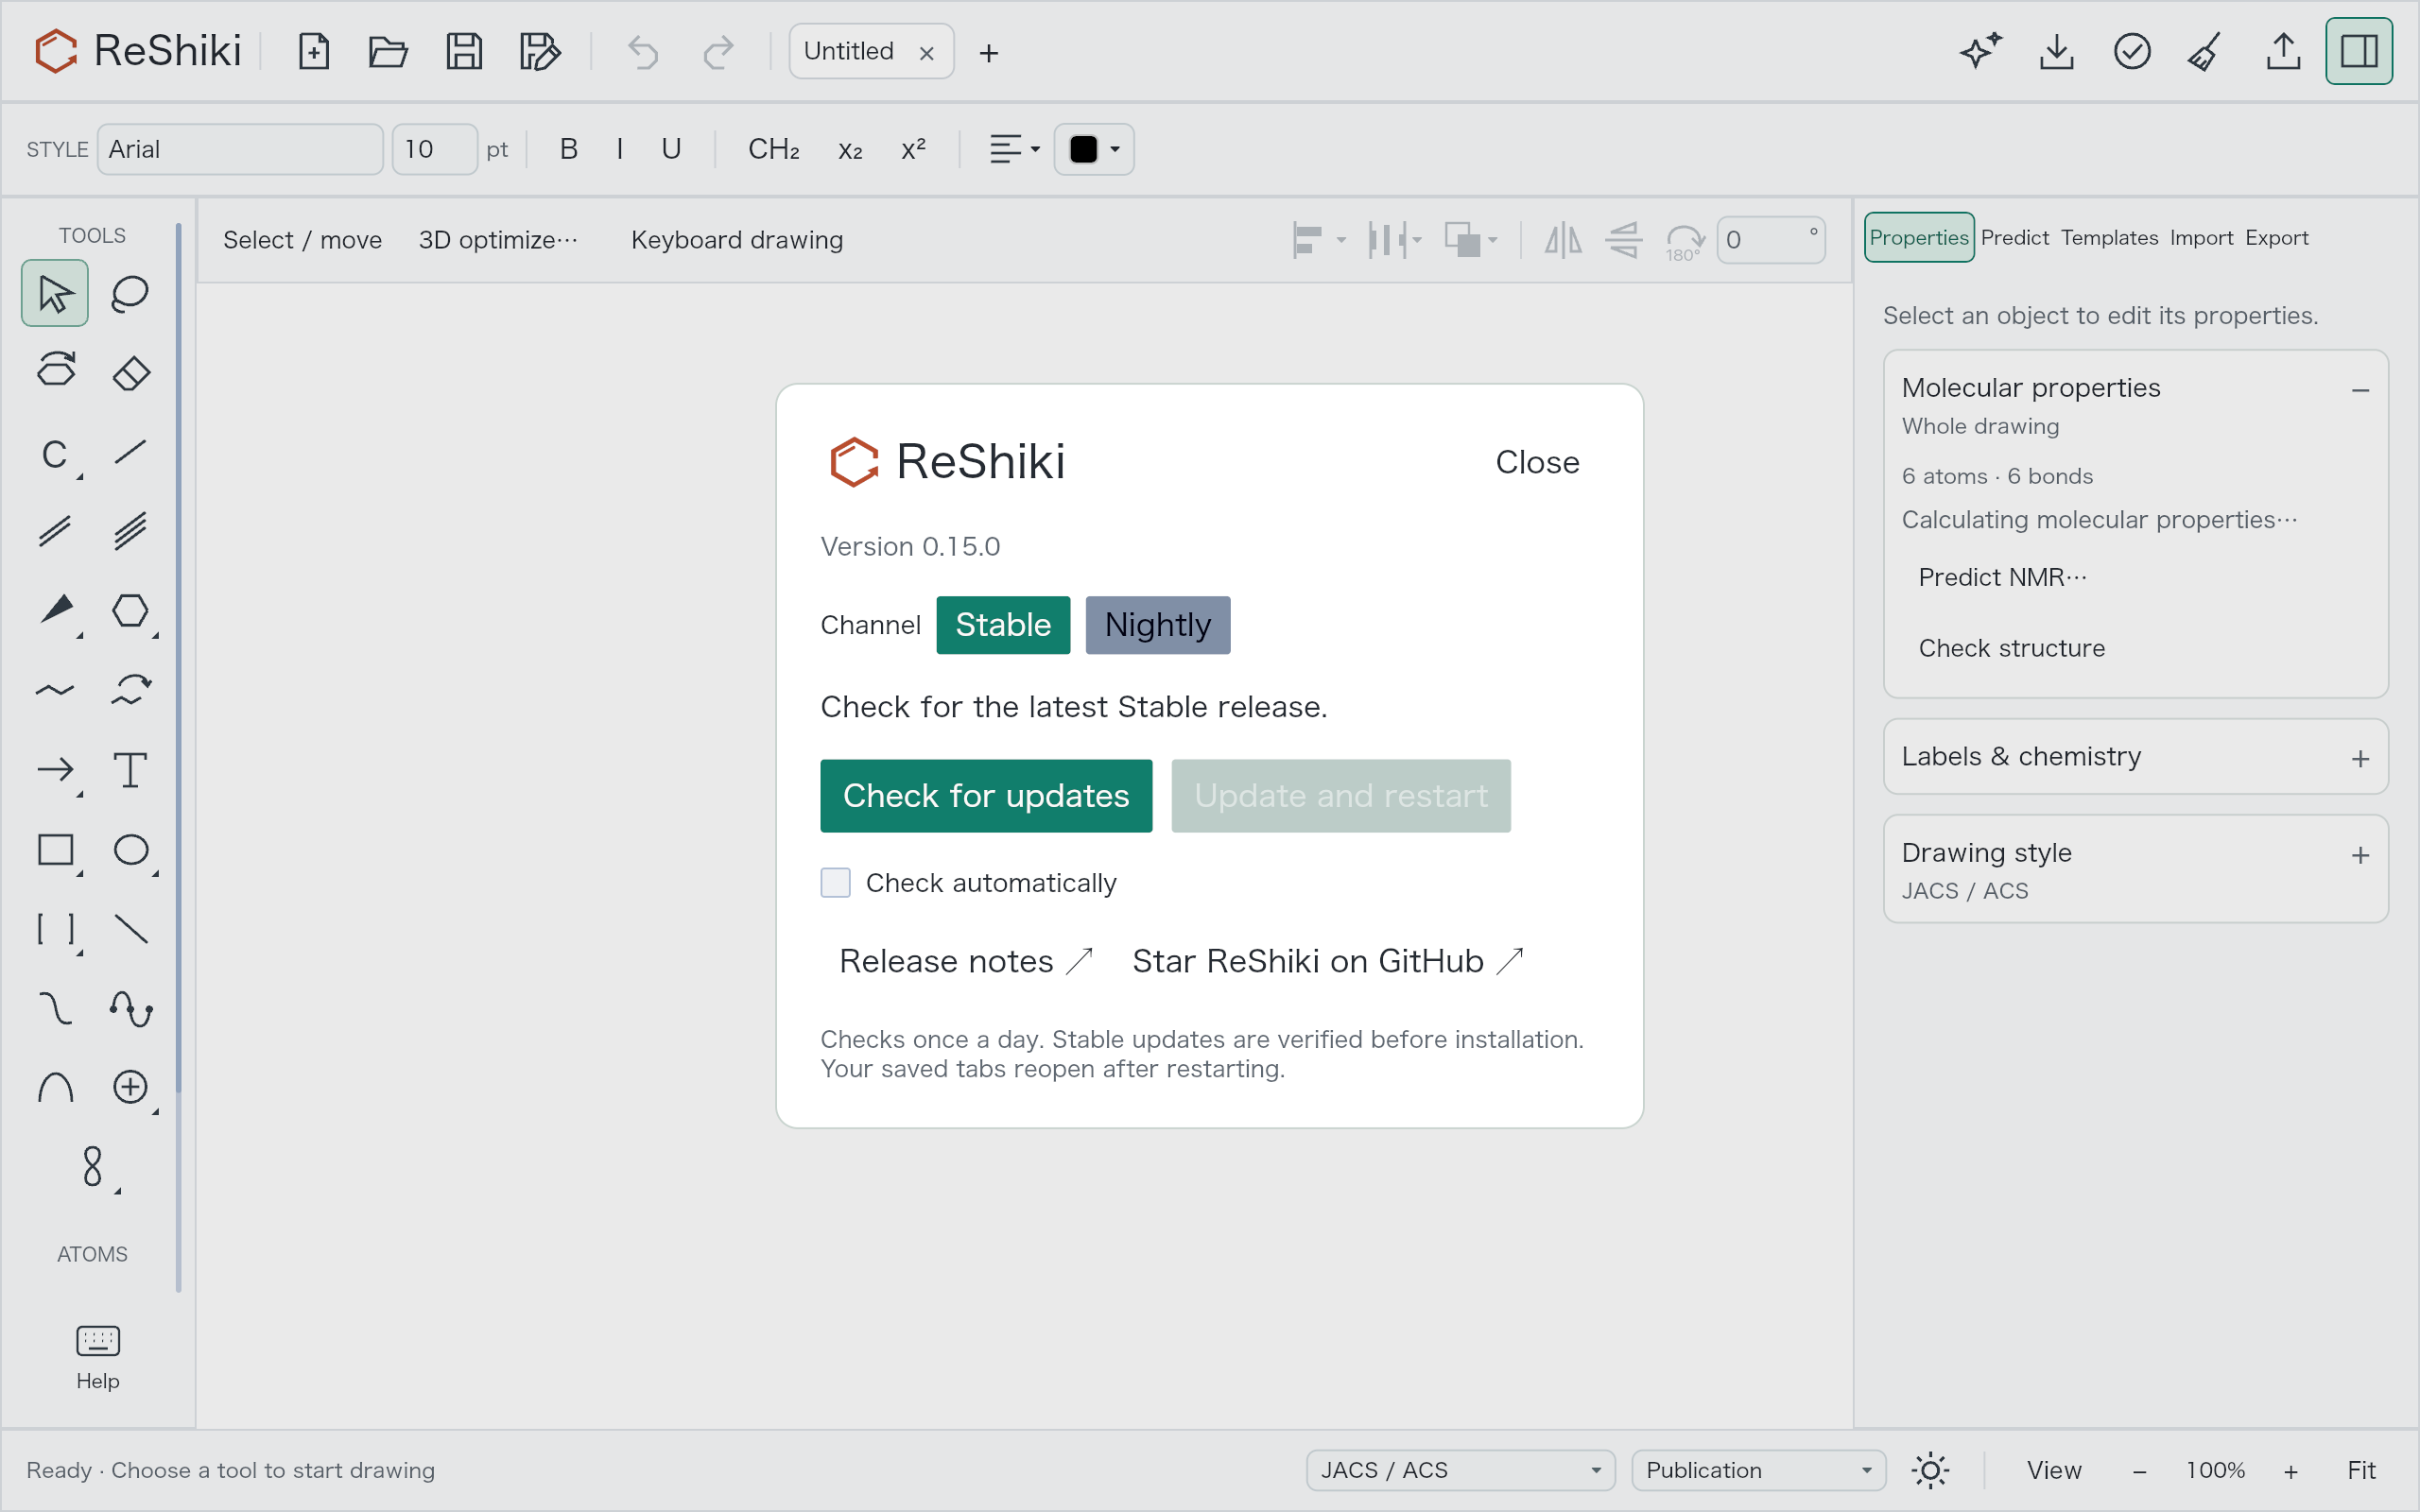 ReShiki
Untitled ×
+
STYLE Arial 10 pt B I U CH₂ x₂ x²
TOOLS
Select / move 3D optimize… Keyboard drawing
180° 0 °
Properties Predict Templates Import Export
Select an object to edit its properties.
Molecular properties −
Whole drawing
6 atoms · 6 bonds
Calculating molecular properties…
Predict NMR…
Check structure
Labels & chemistry +
Drawing style +
JACS / ACS
C
T
[ ]
ATOMS
Help
ReShiki
Close
Version 0.15.0
Channel Stable Nightly
Check for the latest Stable release.
Check for updates Update and restart
Check automatically
Release notes ↗ Star ReShiki on GitHub ↗
Checks once a day. Stable updates are verified before installation.
Your saved tabs reopen after restarting.
Ready · Choose a tool to start drawing
JACS / ACS Publication View − 100% + Fit